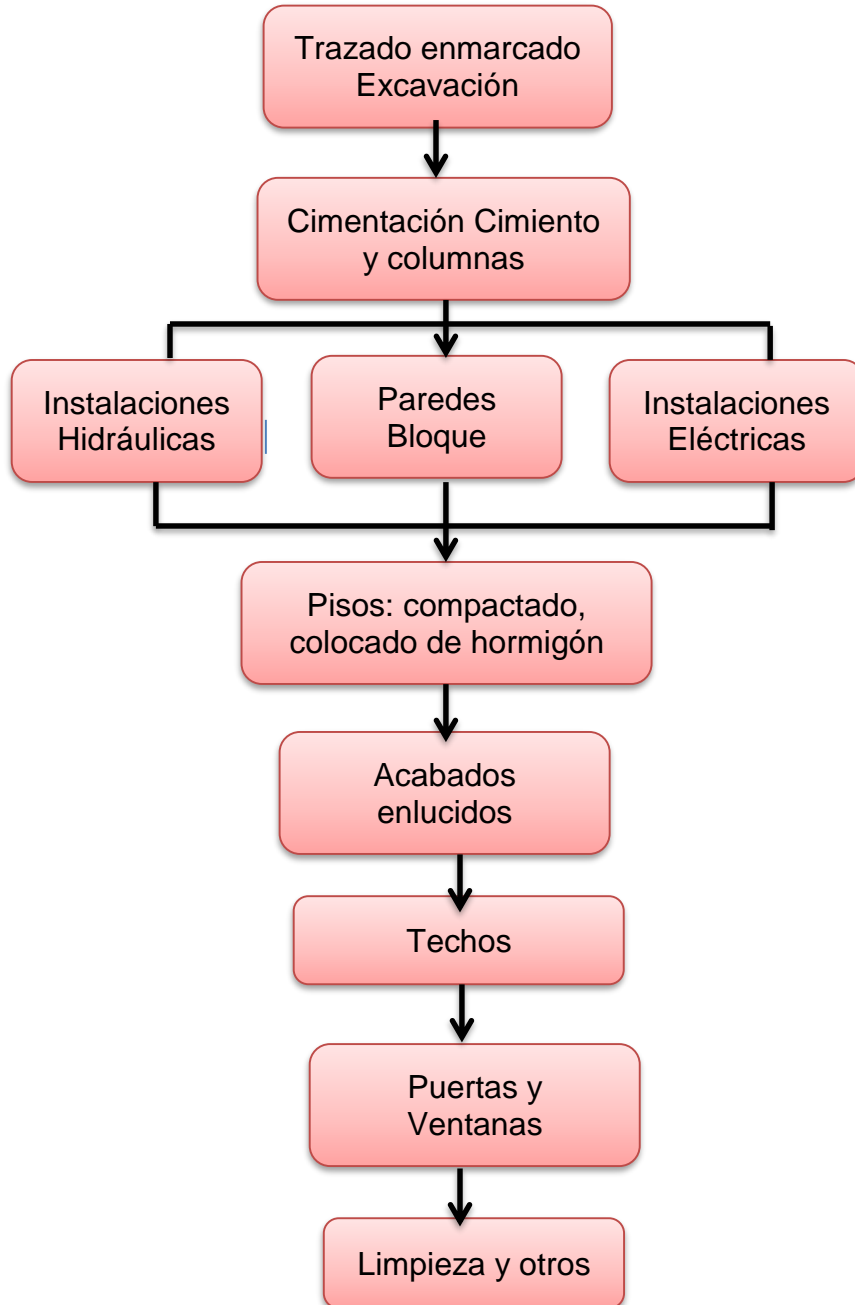 Trazado enmarcado
Excavación
Cimentación Cimiento
y columnas
Instalaciones
Hidráulicas
Paredes
Bloque
Instalaciones
Eléctricas
Pisos: compactado,
colocado de hormigón
Acabados
enlucidos
Techos
Puertas y
Ventanas
Limpieza y otros